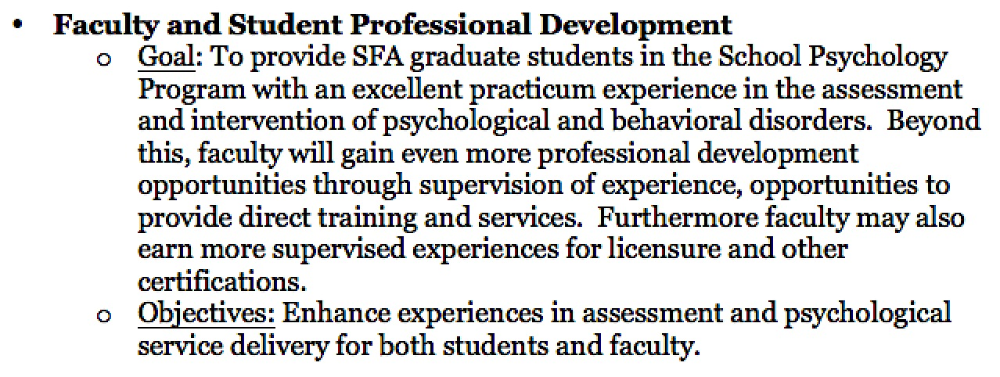 • Faculty and Student Professional Development
o Goal: To provide SFA graduate students in the School Psychology
Program with an excellent practicum experience in the assessment
and intervention of psychological and behavioral disorders.  Beyond
this, faculty will gain even more professional development
opportunities through supervision of experience, opportunities to
provide direct training and services.  Furthermore faculty may also
earn more supervised experiences for licensure and other
certifications.
o Objectives: Enhance experiences in assessment and psychological
service delivery for both students and faculty.